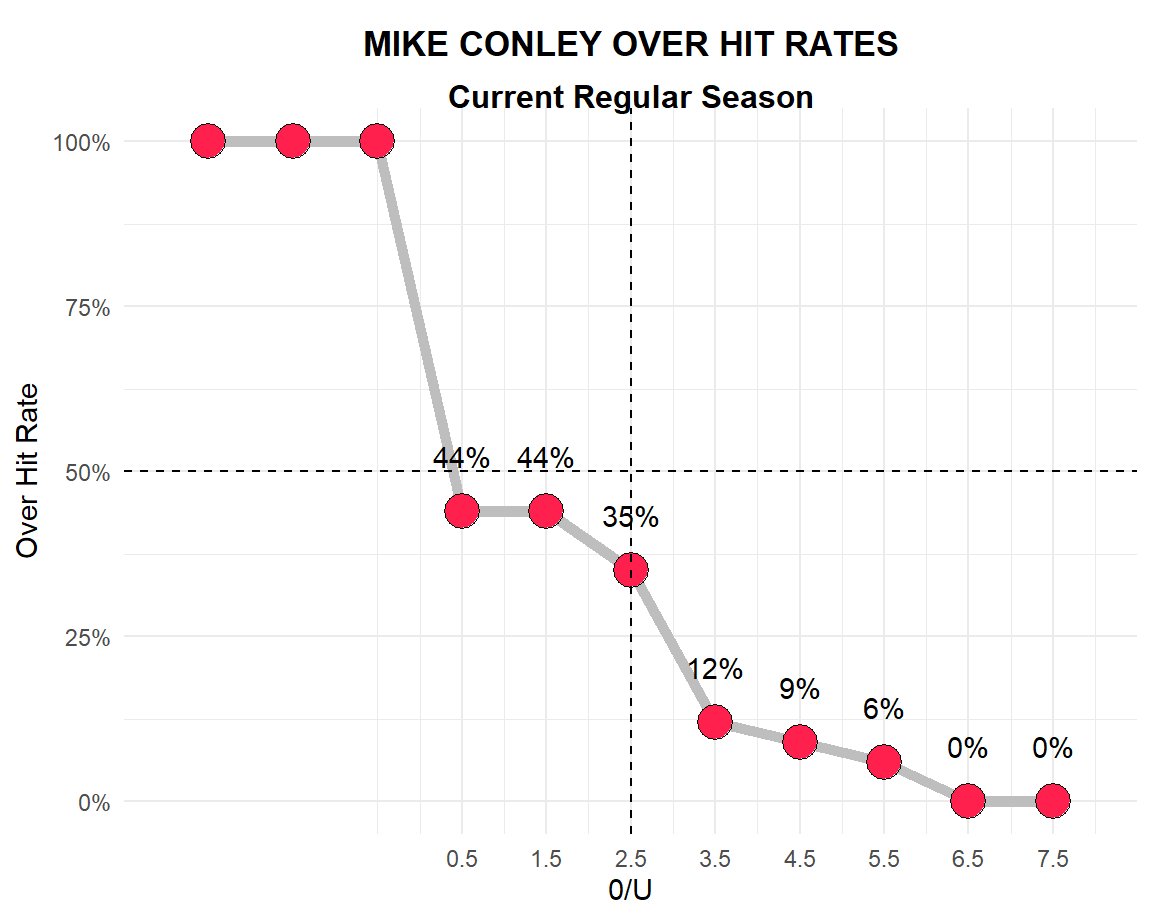 MIKE CONLEY OVER HIT RATES
Current Regular Season
Over Hit Rate
100%
75%
50%
25%
0%
44% 44%
35%
12%
9%
6%
0% 0%
0.5 1.5 2.5 3.5 4.5 5.5 6.5 7.5
0/U